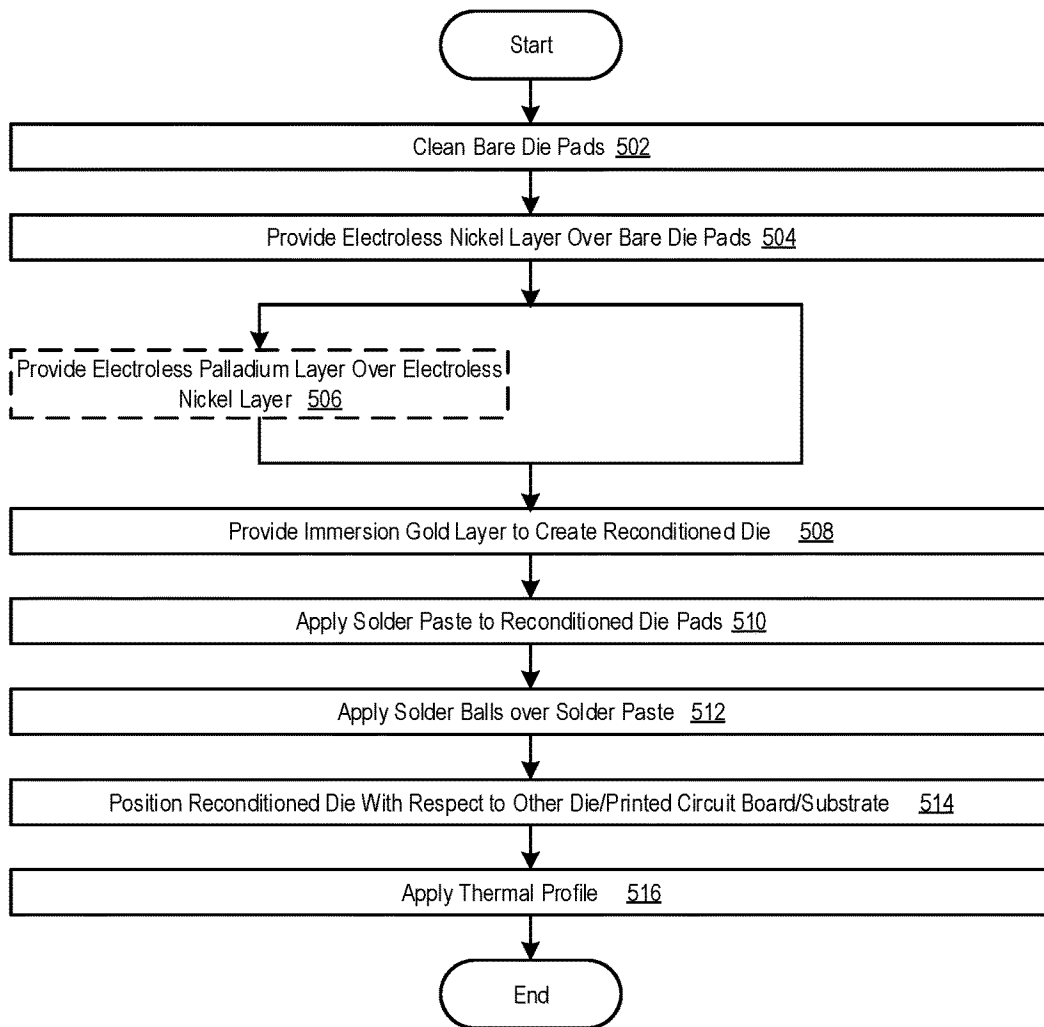 Start
Clean Bare Die Pads 502
Provide Electroless Nickel Layer Over Bare Die Pads 504
Provide Electroless Palladium Layer Over Electroless
Nickel Layer 506
Provide Immersion Gold Layer to Create Reconditioned Die 508
Apply Solder Paste to Reconditioned Die Pads 510
Apply Solder Balls over Solder Paste 512
Position Reconditioned Die With Respect to Other Die/Printed Circuit Board/Substrate 514
Apply Thermal Profile 516
End